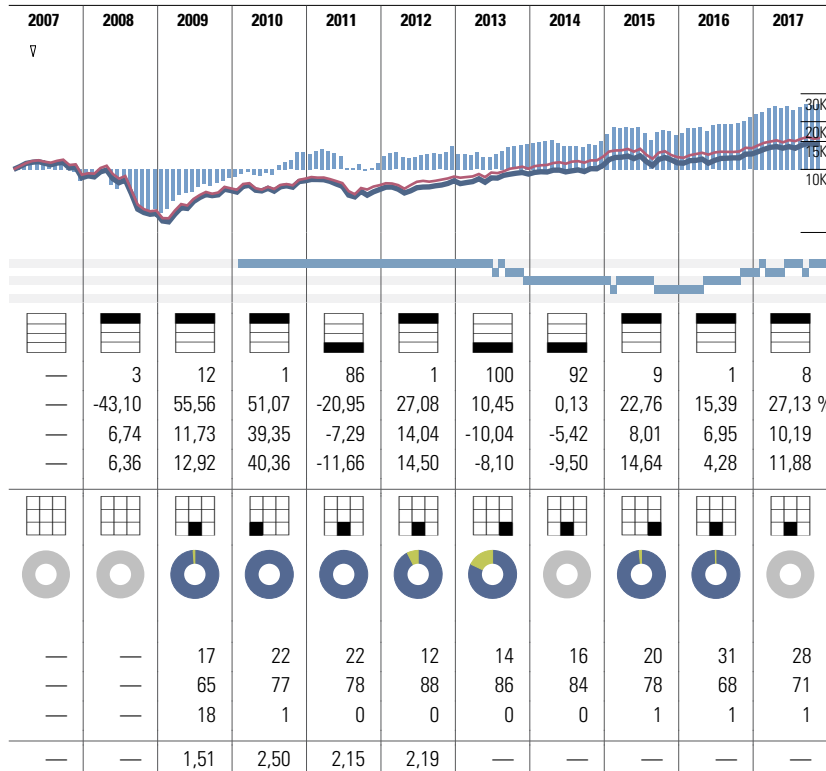 2007 2008 2009 2010 2011 2012 2013 2014 2015 2016 2017
30K
20K
15K
10K
— 3 12 1 86 1 100 92 9 1 8
— -43,10 55,56 51,07 -20,95 27,08 10,45 0,13 22,76 15,39 27,13 %
— 6,74 11,73 39,35 -7,29 14,04 -10,04 -5,42 8,01 6,95 10,19
— 6,36 12,92 40,36 -11,66 14,50 -8,10 -9,50 14,64 4,28 11,88
— — 17 22 22 12 14 16 20 31 28
— — 65 77 78 88 86 84 78 68 71
— — 18 1 0 0 0 0 1 1 1
— — 1,51 2,50 2,15 2,19 — — — — —